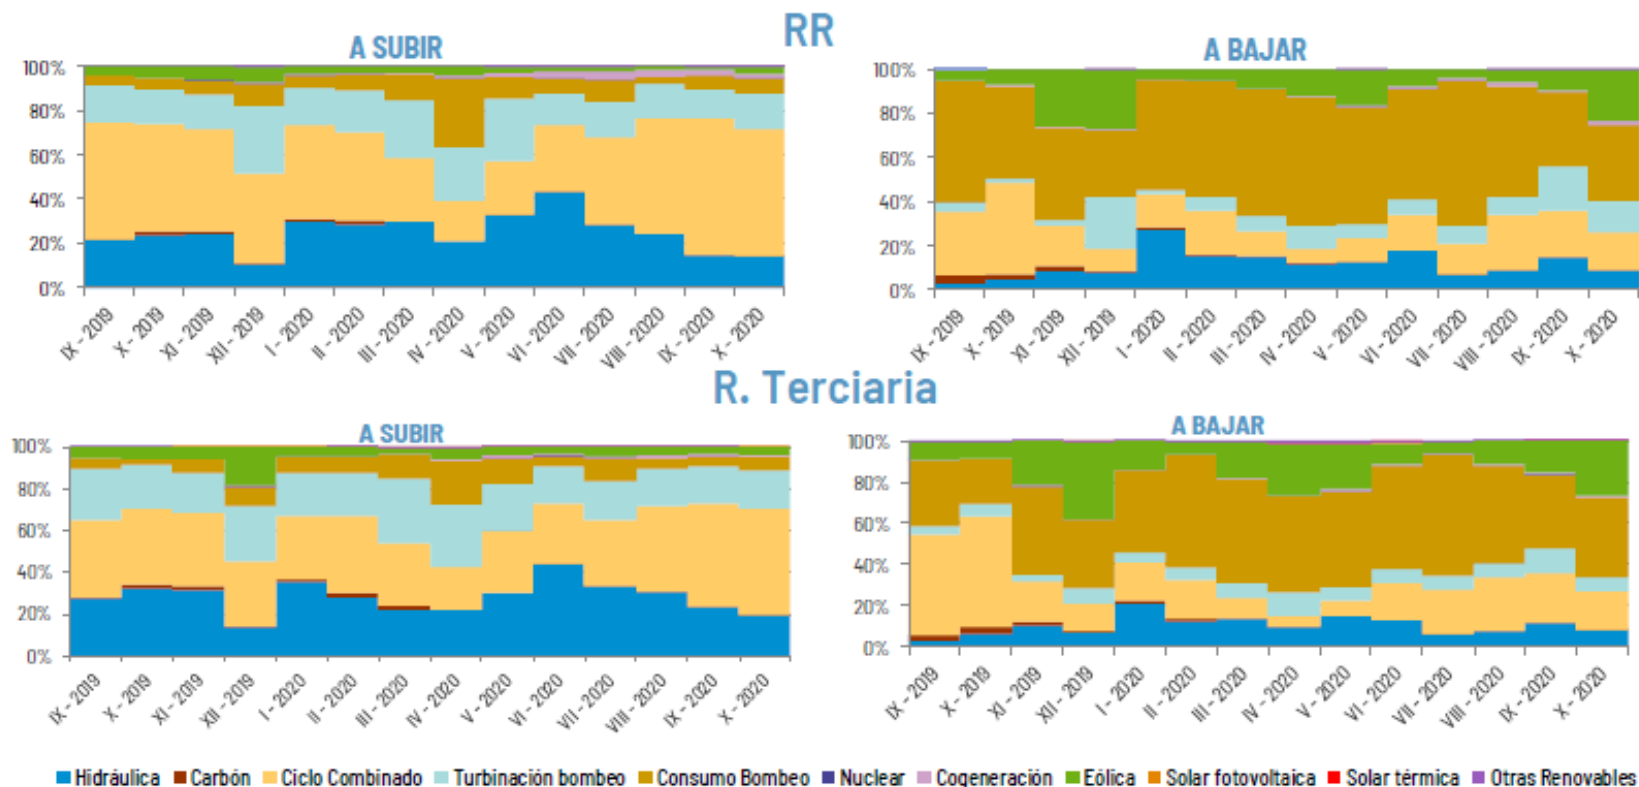 RR
A SUBIR
A BAJAR
100%
80%
60%
40%
20%
0%
IX - 2019
X - 2019
XI - 2019
XII - 2019
I - 2020
II - 2020
III - 2020
IV - 2020
V - 2020
VI - 2020
VII - 2020
VIII - 2020
IX - 2020
X - 2020
100%
80%
60%
40%
20%
0%
IX - 2019
X - 2019
XI - 2019
XII - 2019
I - 2020
II - 2020
III - 2020
IV - 2020
V - 2020
VI - 2020
VII - 2020
VIII - 2020
IX - 2020
X - 2020
R. Terciaria
A SUBIR
A BAJAR
100%
80%
60%
40%
20%
0%
IX - 2019
X - 2019
XI - 2019
XII - 2019
I - 2020
II - 2020
III - 2020
IV - 2020
V - 2020
VI - 2020
VII - 2020
VIII - 2020
IX - 2020
X - 2020
100%
80%
60%
40%
20%
0%
IX - 2019
X - 2019
XI - 2019
XII - 2019
I - 2020
II - 2020
III - 2020
IV - 2020
V - 2020
VI - 2020
VII - 2020
VIII - 2020
IX - 2020
X - 2020
Hidráulica Carbón Ciclo Combinado Turbinación bombeo Consumo Bombeo Nuclear Cogeneración Eólica Solar fotovoltaica Solar térmica Otras Renovables